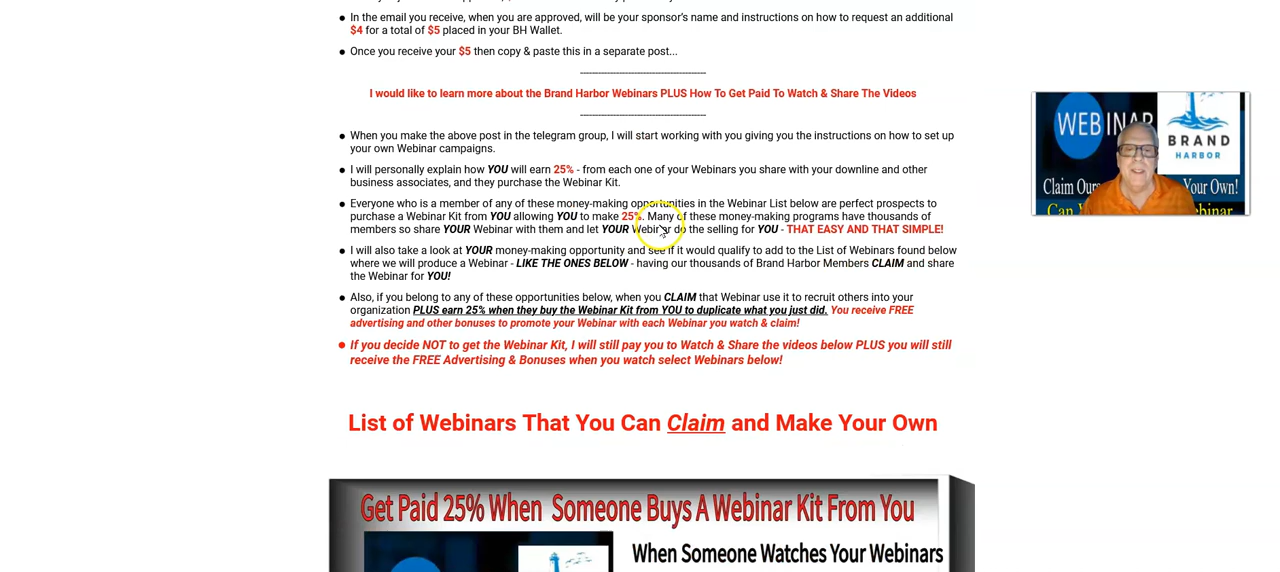 In the email you receive, when you are approved, will be your sponsor's name and instructions on how to request an additional
$4 for a total of $5 placed in your BH Wallet.
Once you receive your $5 then copy & paste this in a separate post...
------------------------------------------
I would like to learn more about the Brand Harbor Webinars PLUS How To Get Paid To Watch & Share The Videos
------------------------------------------
When you make the above post in the telegram group, I will start working with you giving you the instructions on how to set up
your own Webinar campaigns.
I will personally explain how YOU will earn 25% - from each one of your Webinars you share with your downline and other
business associates, and they purchase the Webinar Kit.
Everyone who is a member of any of these money-making opportunities in the Webinar List below are perfect prospects to
purchase a Webinar Kit from YOU allowing YOU to make 25%. Many of these money-making programs have thousands of
members so share YOUR Webinar with them and let YOUR Webinar do the selling for YOU - THAT EASY AND THAT SIMPLE!
I will also take a look at YOUR money-making opportunity and see if it would qualify to add to the List of Webinars found below
where we will produce a Webinar - LIKE THE ONES BELOW - having our thousands of Brand Harbor Members CLAIM and share
the Webinar for YOU!
Also, if you belong to any of these opportunities below, when you CLAIM that Webinar use it to recruit others into your
organization PLUS earn 25% when they buy the Webinar Kit from YOU to duplicate what you just did. You receive FREE
advertising and other bonuses to promote your Webinar with each Webinar you watch & claim!
If you decide NOT to get the Webinar Kit, I will still pay you to Watch & Share the videos below PLUS you will still
receive the FREE Advertising & Bonuses when you watch select Webinars below!
List of Webinars That You Can Claim and Make Your Own
Get Paid 25% When Someone Buys A Webinar Kit From You
When Someone Watches Your Webinars
WEBINAR
BRAND
HARBOR
Claim Our
Your Own!